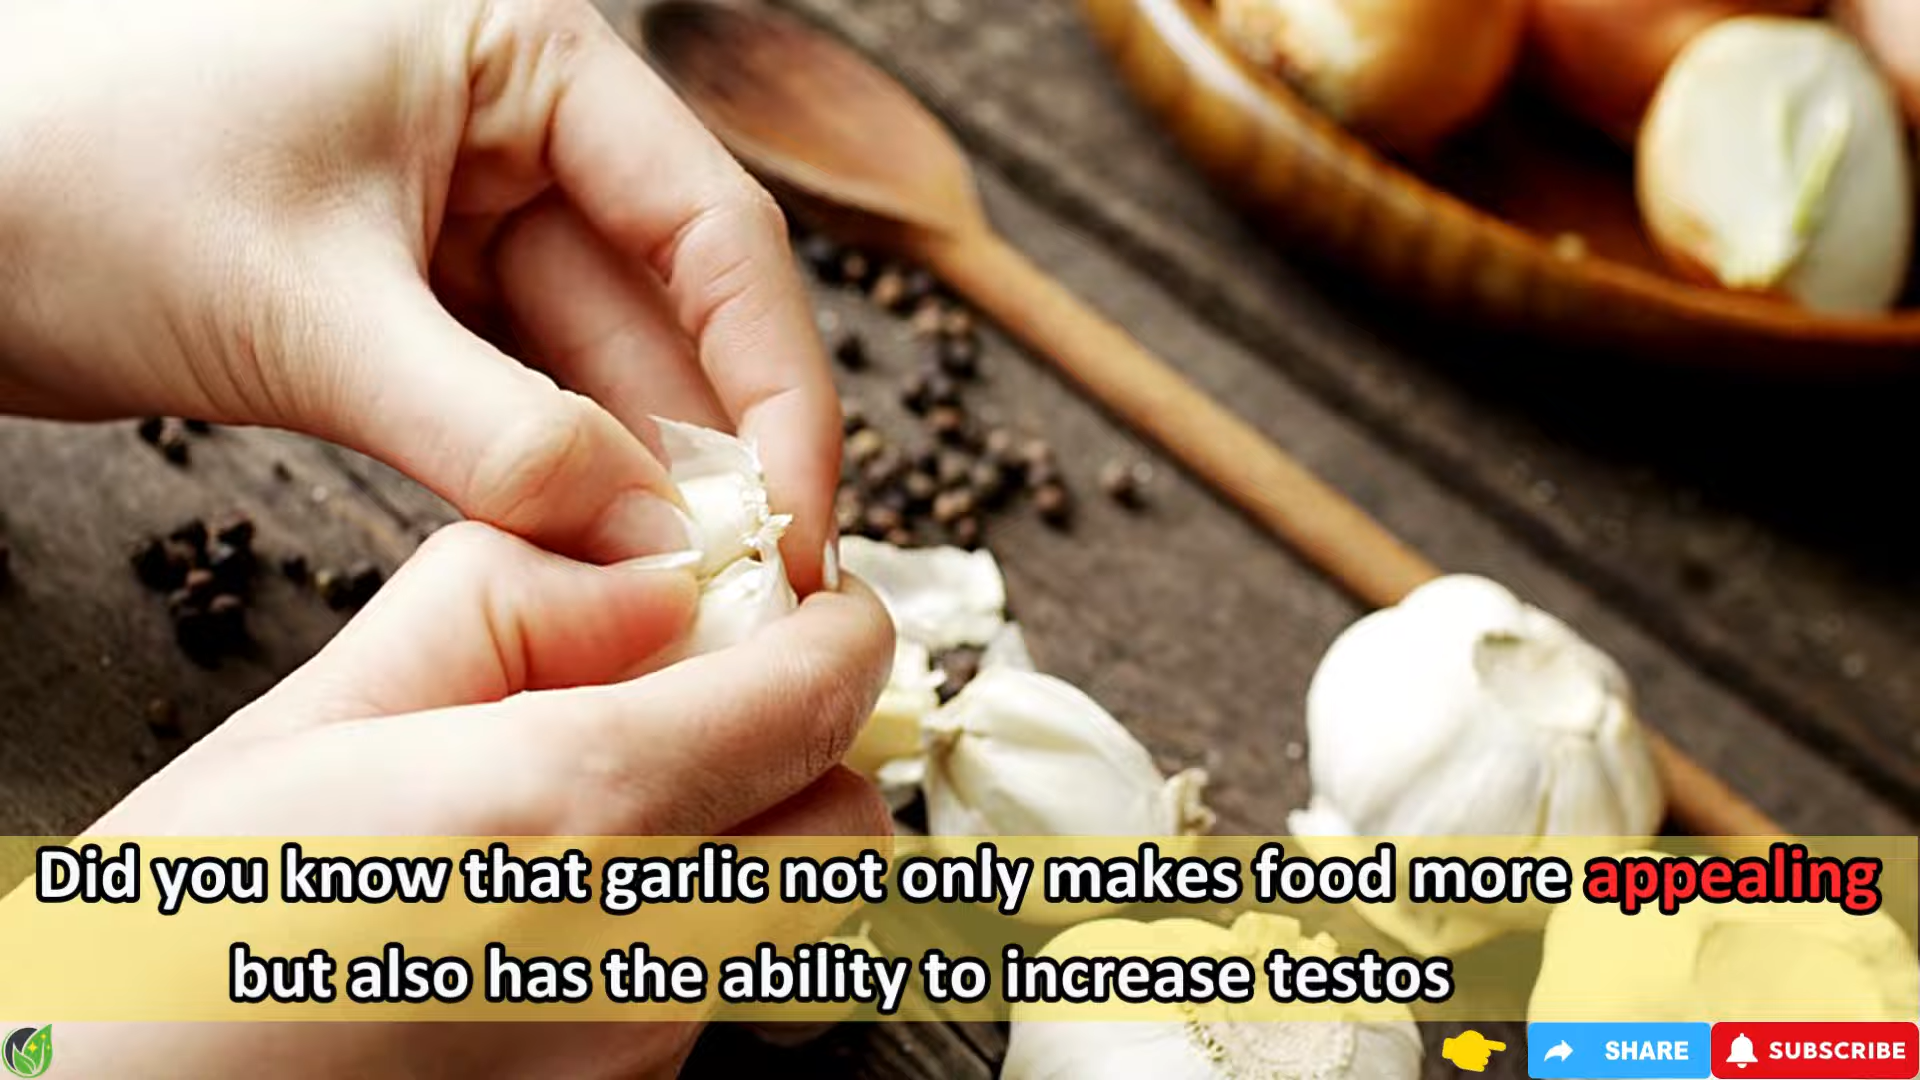 Did you know that garlic not only makes food more appealing
but also has the ability to increase testos
SHARE
SUBSCRIBE